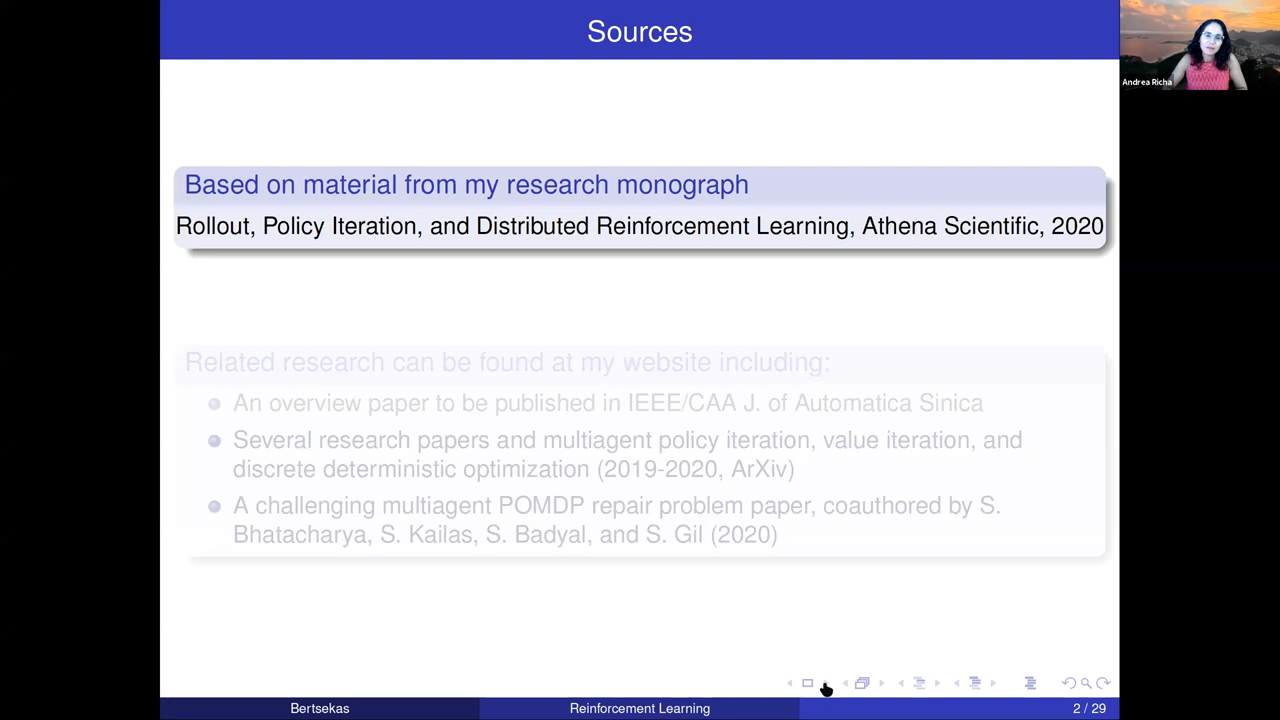 Sources
Andrea Richa
Based on material from my research monograph
Rollout, Policy Iteration, and Distributed Reinforcement Learning, Athena Scientific, 2020
Related research can be found at my website including:
An overview paper to be published in IEEE/CAA J. of Automatica Sinica
Several research papers and multiagent policy iteration, value iteration, and
discrete deterministic optimization (2019-2020, ArXiv)
A challenging multiagent POMDP repair problem paper, coauthored by S.
Bhatacharya, S. Kailas, S. Badyal, and S. Gil (2020)
Bertsekas
Reinforcement Learning
2 / 29